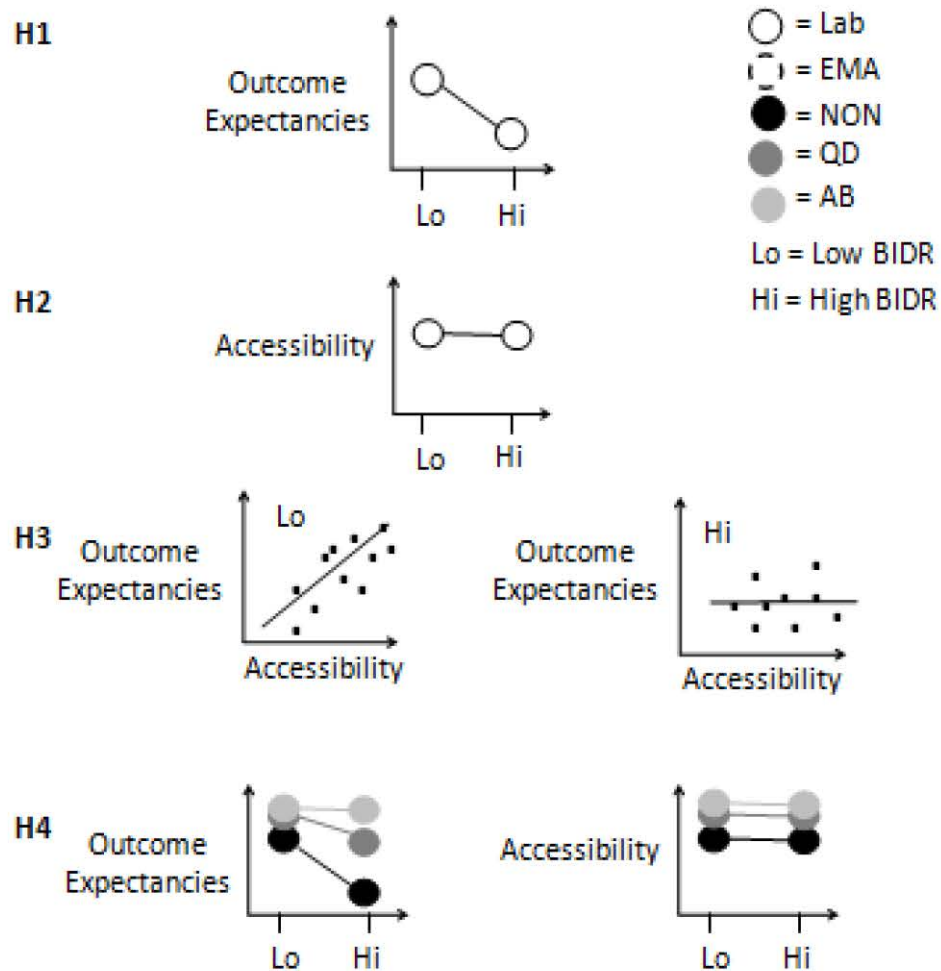 H1
Outcome
Expectancies
Lo
Hi
= Lab
= EMA
= NON
= QD
= AB
Lo = Low BIDR
Hi = High BIDR
H2
Accessibility
Lo
Hi
H3
Outcome
Expectancies
Lo
Accessibility
Outcome
Expectancies
Hi
Accessibility
H4
Outcome
Expectancies
Lo
Hi
Accessibility
Lo
Hi